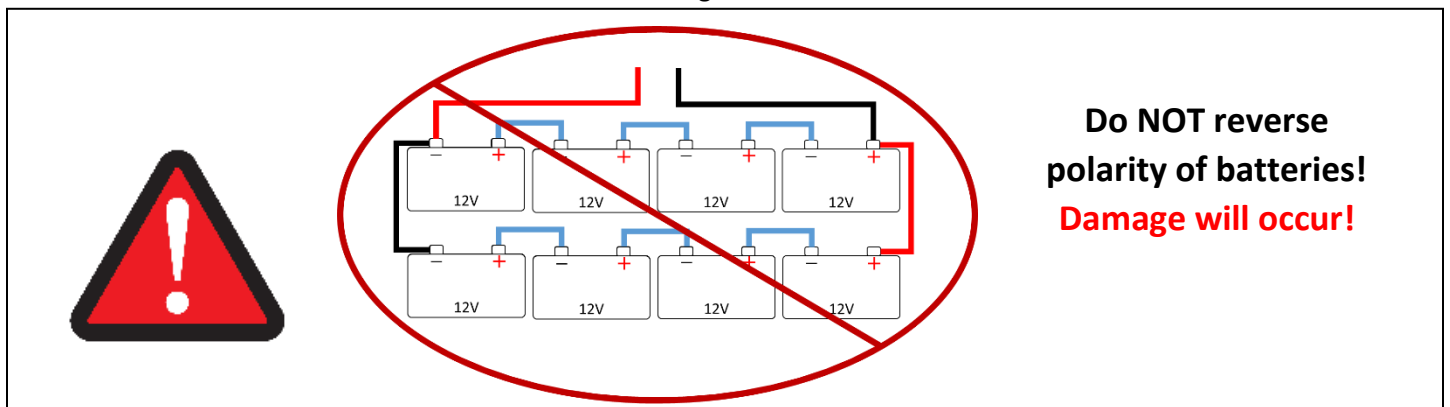 Do NOT reverse
polarity of batteries!
Damage will occur!
– + – + – + – +
12V 12V 12V 12V
– + – + – + – +
12V 12V 12V 12V